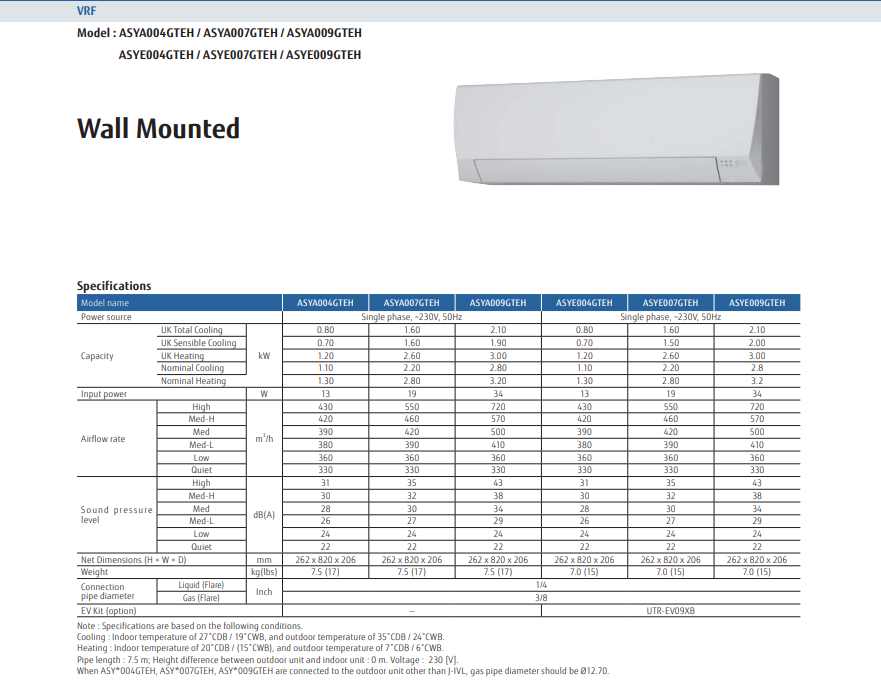 VRF
Model : ASYA004GTEH / ASYA007GTEH / ASYA009GTEH
ASYE004GTEH / ASYE007GTEH / ASYE009GTEH
Wall Mounted
Specifications
Model name ASYA004GTEH ASYA007GTEH ASYA009GTEH ASYE004GTEH ASYE007GTEH ASYE009GTEH
Power source Single phase, ~230V, 50Hz Single phase, ~230V, 50Hz
Capacity UK Total Cooling kW 0.80 1.60 2.10 0.80 1.60 2.10
UK Sensible Cooling 0.70 1.60 1.90 0.70 1.50 2.00
UK Heating 1.20 2.60 3.00 1.20 2.60 3.00
Nominal Cooling 1.10 2.20 2.80 1.10 2.20 2.8
Nominal Heating 1.30 2.80 3.20 1.30 2.80 3.2
Input power W 13 19 34 13 19 34
Airflow rate High m³/h 430 550 720 430 550 720
Med-H 420 460 570 420 460 570
Med 390 420 500 390 420 500
Med-L 380 390 410 380 390 410
Low 360 360 360 360 360 360
Quiet 330 330 330 330 330 330
Sound pressure level High dB(A) 31 35 43 31 35 43
Med-H 30 32 38 30 32 38
Med 28 30 34 28 30 34
Med-L 26 27 29 26 27 29
Low 24 24 24 24 24 24
Quiet 22 22 22 22 22 22
Net Dimensions (H × W × D) mm 262 x 820 x 206 262 x 820 x 206 262 x 820 x 206 262 x 820 x 206 262 x 820 x 206 262 x 820 x 206
Weight kg(lbs) 7.5 (17) 7.5 (17) 7.5 (17) 7.0 (15) 7.0 (15) 7.0 (15)
Connection pipe diameter Liquid (Flare) Inch 1/4
Gas (Flare) 3/8
EV Kit (option) – UTR-EV09XB
Note : Specifications are based on the following conditions.
Cooling : Indoor temperature of 27˚CDB / 19˚CWB, and outdoor temperature of 35˚CDB / 24˚CWB.
Heating : Indoor temperature of 20˚CDB / (15˚CWB), and outdoor temperature of 7˚CDB / 6˚CWB.
Pipe length : 7.5 m; Height difference between outdoor unit and indoor unit : 0 m. Voltage : 230 [V].
When ASY*004GTEH, ASY*007GTEH, ASY*009GTEH are connected to the outdoor unit other than J-IVL, gas pipe diameter should be Ø12.70.